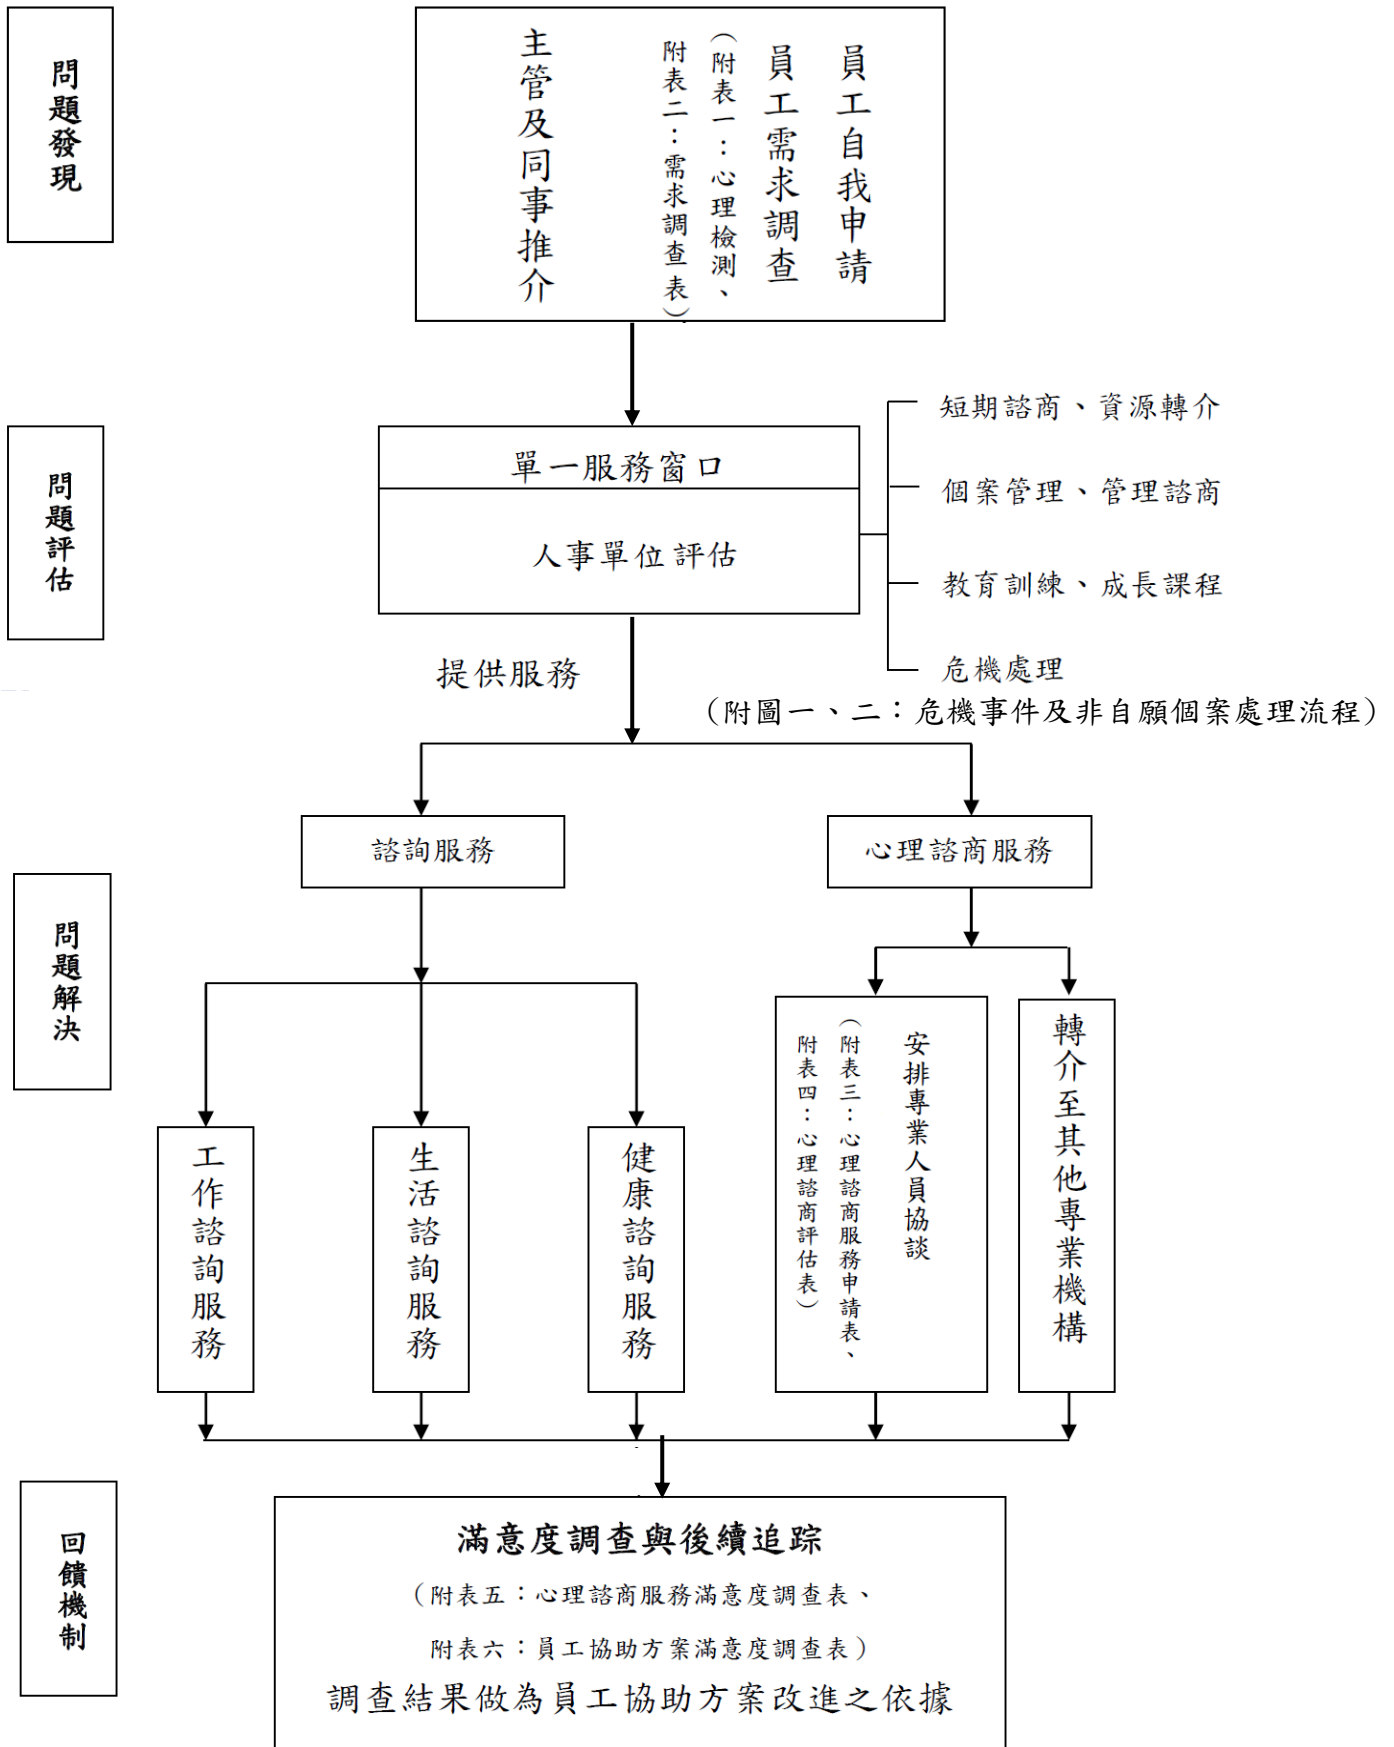 問題發現
員工自我申請
員工需求調查
（附表一：心理檢測、
附表二：需求調查表）
主管及同事推介
問題評估
單一服務窗口
人事單位評估
短期諮商、資源轉介
個案管理、管理諮商
教育訓練、成長課程
危機處理
（附圖一、二：危機事件及非自願個案處理流程）
提供服務
問題解決
諮詢服務
心理諮商服務
工作諮詢服務
生活諮詢服務
健康諮詢服務
安排專業人員協談
（附表三：心理諮商服務申請表、
附表四：心理諮商評估表）
轉介至其他專業機構
回饋機制
滿意度調查與後續追踪
（附表五：心理諮商服務滿意度調查表、
附表六：員工協助方案滿意度調查表）
調查結果做為員工協助方案改進之依據